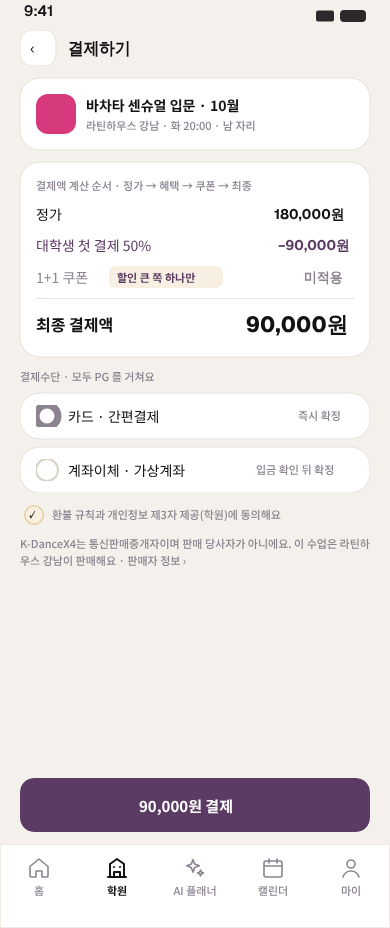 9:41
‹ 결제하기
바차타 센슈얼 입문 · 10월
라틴하우스 강남 · 화 20:00 · 남 자리
결제액 계산 순서 · 정가 → 혜택 → 쿠폰 → 최종
정가 180,000원
대학생 첫 결제 50% −90,000원
1+1 쿠폰 할인 큰 쪽 하나만 미적용
최종 결제액 90,000원
결제수단 · 모두 PG 를 거쳐요
카드 · 간편결제 즉시 확정
계좌이체 · 가상계좌 입금 확인 뒤 확정
✓ 환불 규칙과 개인정보 제3자 제공(학원)에 동의해요
K-DanceX4는 통신판매중개자이며 판매 당사자가 아니에요. 이 수업은 라틴하
우스 강남이 판매해요 · 판매자 정보 ›
90,000원 결제
홈 학원 AI 플래너 캘린더 마이